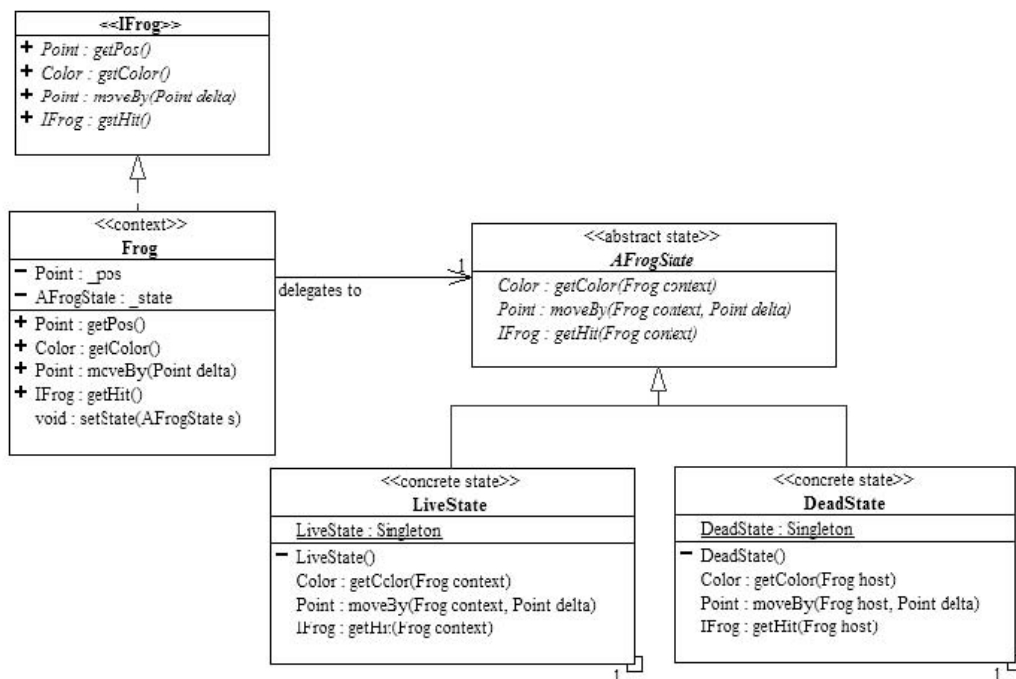 <<IFrog>>
+ Point : getPos()
+ Color : getColor()
+ Point : moveBy(Point delta)
+ IFrog : getHit()
<<context>>
Frog
- Point : _pos
- AFrogState : _state
+ Point : getPos()
+ Color : getColor()
+ Point : moveBy(Point delta)
+ IFrog : getHit()
void : setState(AFrogState s)
delegates to
1
<<abstract state>>
AFrogState
Color : getColor(Frog context)
Point : moveBy(Frog context, Point delta)
IFrog : getHit(Frog context)
<<concrete state>>
LiveState
LiveState : Singleton
- LiveState()
Color : getColor(Frog context)
Point : moveBy(Frog context, Point delta)
IFrog : getHit(Frog context)
1
<<concrete state>>
DeadState
DeadState : Singleton
- DeadState()
Color : getColor(Frog host)
Point : moveBy(Frog host, Point delta)
IFrog : getHit(Frog host)
1